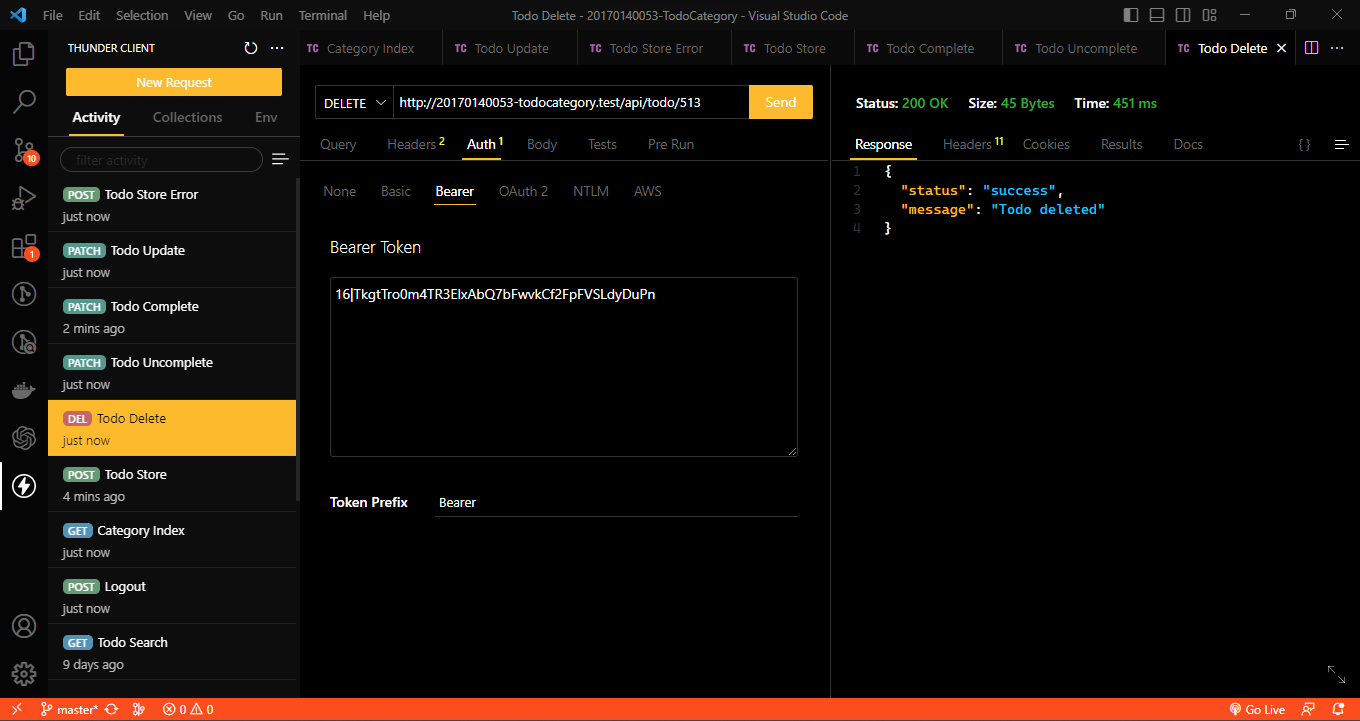 File Edit Selection View Go Run Terminal Help Todo Delete - 20170140053-TodoCategory - Visual Studio Code
THUNDER CLIENT
New Request
Activity Collections Env
filter activity
POST Todo Store Error
just now
PATCH Todo Update
just now
PATCH Todo Complete
2 mins ago
PATCH Todo Uncomplete
just now
DEL Todo Delete
just now
POST Todo Store
4 mins ago
GET Category Index
just now
POST Logout
just now
GET Todo Search
9 days ago
10
1
TC Category Index TC Todo Update TC Todo Store Error TC Todo Store TC Todo Complete TC Todo Uncomplete TC Todo Delete
DELETE http://20170140053-todocategory.test/api/todo/513 Send
Query Headers 2 Auth 1 Body Tests Pre Run
None Basic Bearer OAuth 2 NTLM AWS
Bearer Token
16|TkgtTro0m4TR3ElxAbQ7bFwvkCf2FpFVSLdyDuPn
Token Prefix Bearer
Status: 200 OK Size: 45 Bytes Time: 451 ms
Response Headers 11 Cookies Results Docs { }
1 {
2 "status": "success",
3 "message": "Todo deleted"
4 }
master* 0 0 Go Live